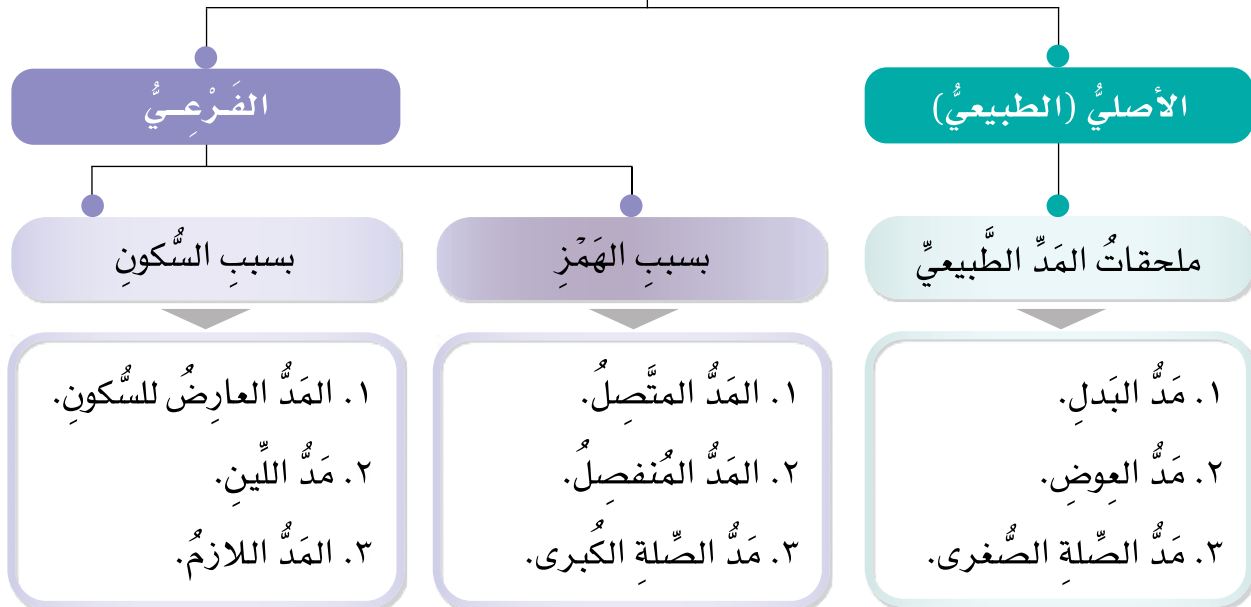 الأصليُّ (الطبيعيُّ)
الفَرْعِيُّ
ملحقاتُ المَدِّ الطَّبيعيِّ
بسببِ الهَمْزِ
بسببِ السُّكونِ
١. مَدُّ البَدلِ.
٢. مَدُّ العِوضِ.
٣. مَدُّ الصِّلةِ الصُّغرى.
١. المَدُّ المتَّصِلُ.
٢. المَدُّ المُنفصِلُ.
٣. مَدُّ الصِّلةِ الكُبرى.
١. المَدُّ العارِضُ للسُّكونِ.
٢. مَدُّ اللِّينِ.
٣. المَدُّ اللازمُ.